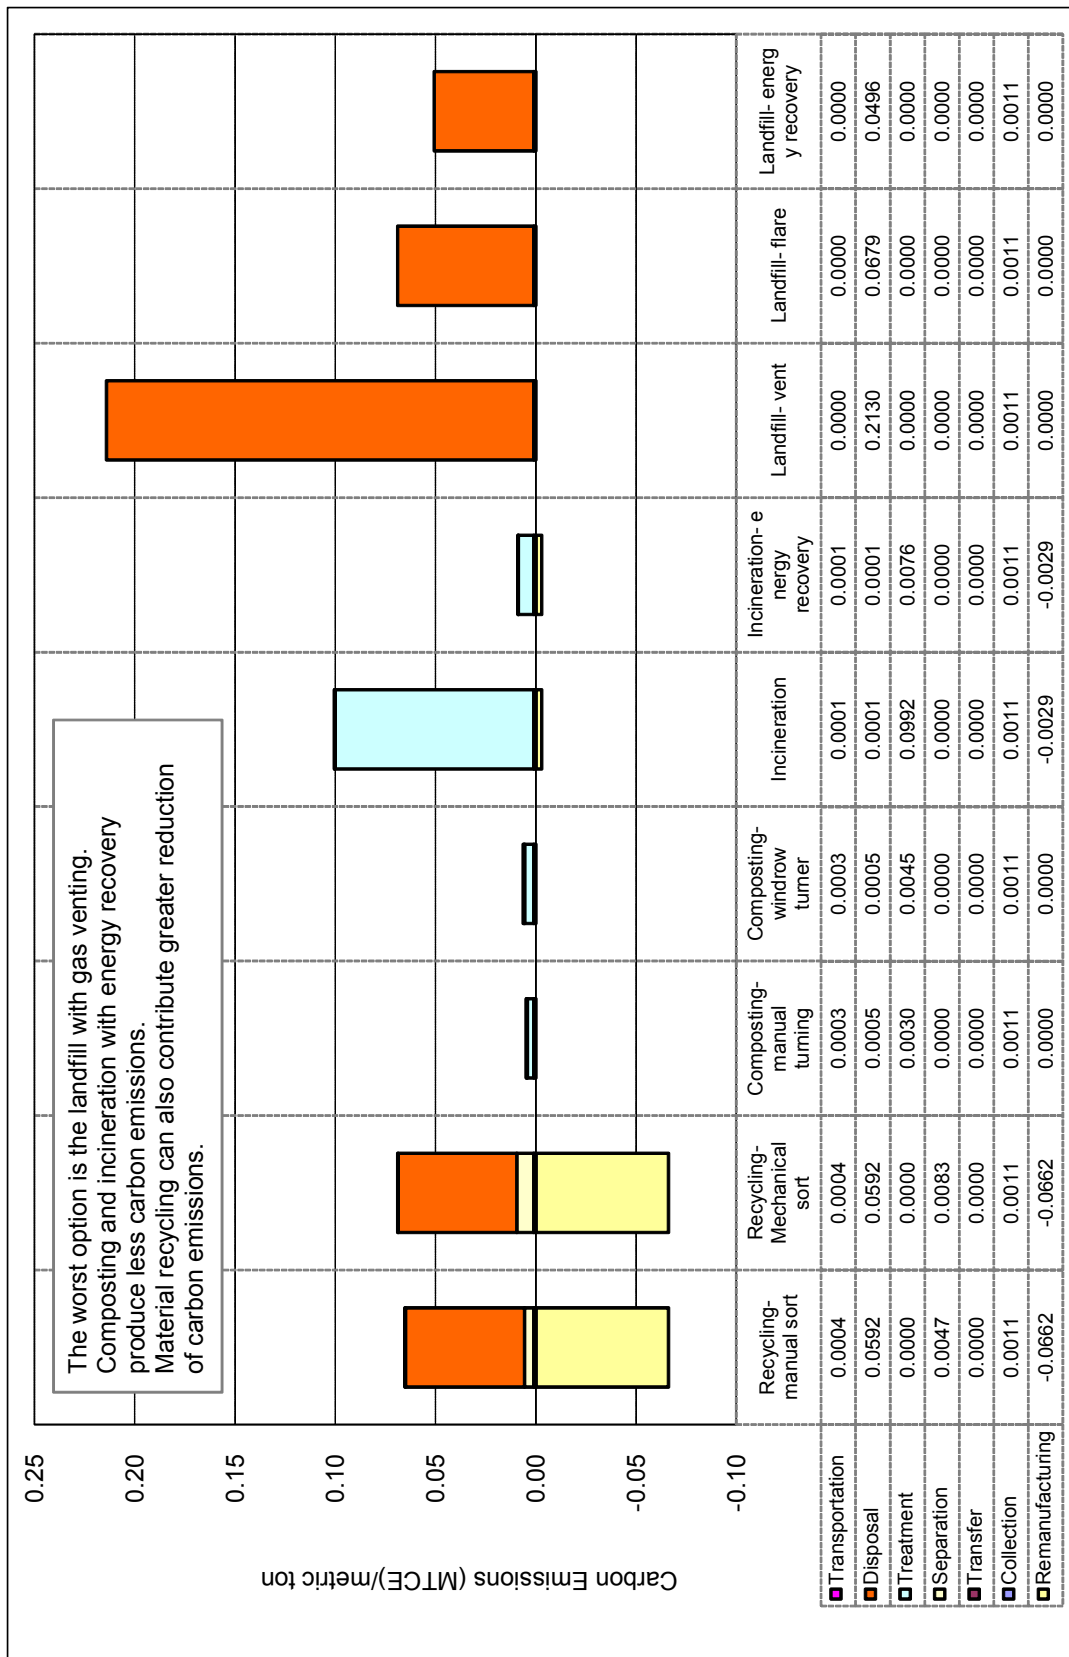 The worst option is the landfill with gas venting.
Composting and incineration with energy recovery
produce less carbon emissions.
Material recycling can also contribute greater reduction
of carbon emissions.
Carbon Emissions (MTCE)/metric ton
0.25
0.20
0.15
0.10
0.05
0.00
-0.05
-0.10
Recycling-
manual sort
Recycling-
Mechanical
sort
Composting-
manual
turning
Composting-
windrow
turner
Incineration
Incineration- e
nergy
recovery
Landfill- vent
Landfill- flare
Landfill- energ
y recovery
Transportation 0.0004 0.0004 0.0003 0.0003 0.0001 0.0001 0.0000 0.0000 0.0000
Disposal 0.0592 0.0592 0.0005 0.0005 0.0001 0.0001 0.2130 0.0679 0.0496
Treatment 0.0000 0.0000 0.0030 0.0045 0.0992 0.0076 0.0000 0.0000 0.0000
Separation 0.0047 0.0083 0.0000 0.0000 0.0000 0.0000 0.0000 0.0000 0.0000
Transfer 0.0000 0.0000 0.0000 0.0000 0.0000 0.0000 0.0000 0.0000 0.0000
Collection 0.0011 0.0011 0.0011 0.0011 0.0011 0.0011 0.0011 0.0011 0.0011
Remanufacturing -0.0662 -0.0662 0.0000 0.0000 -0.0029 -0.0029 0.0000 0.0000 0.0000